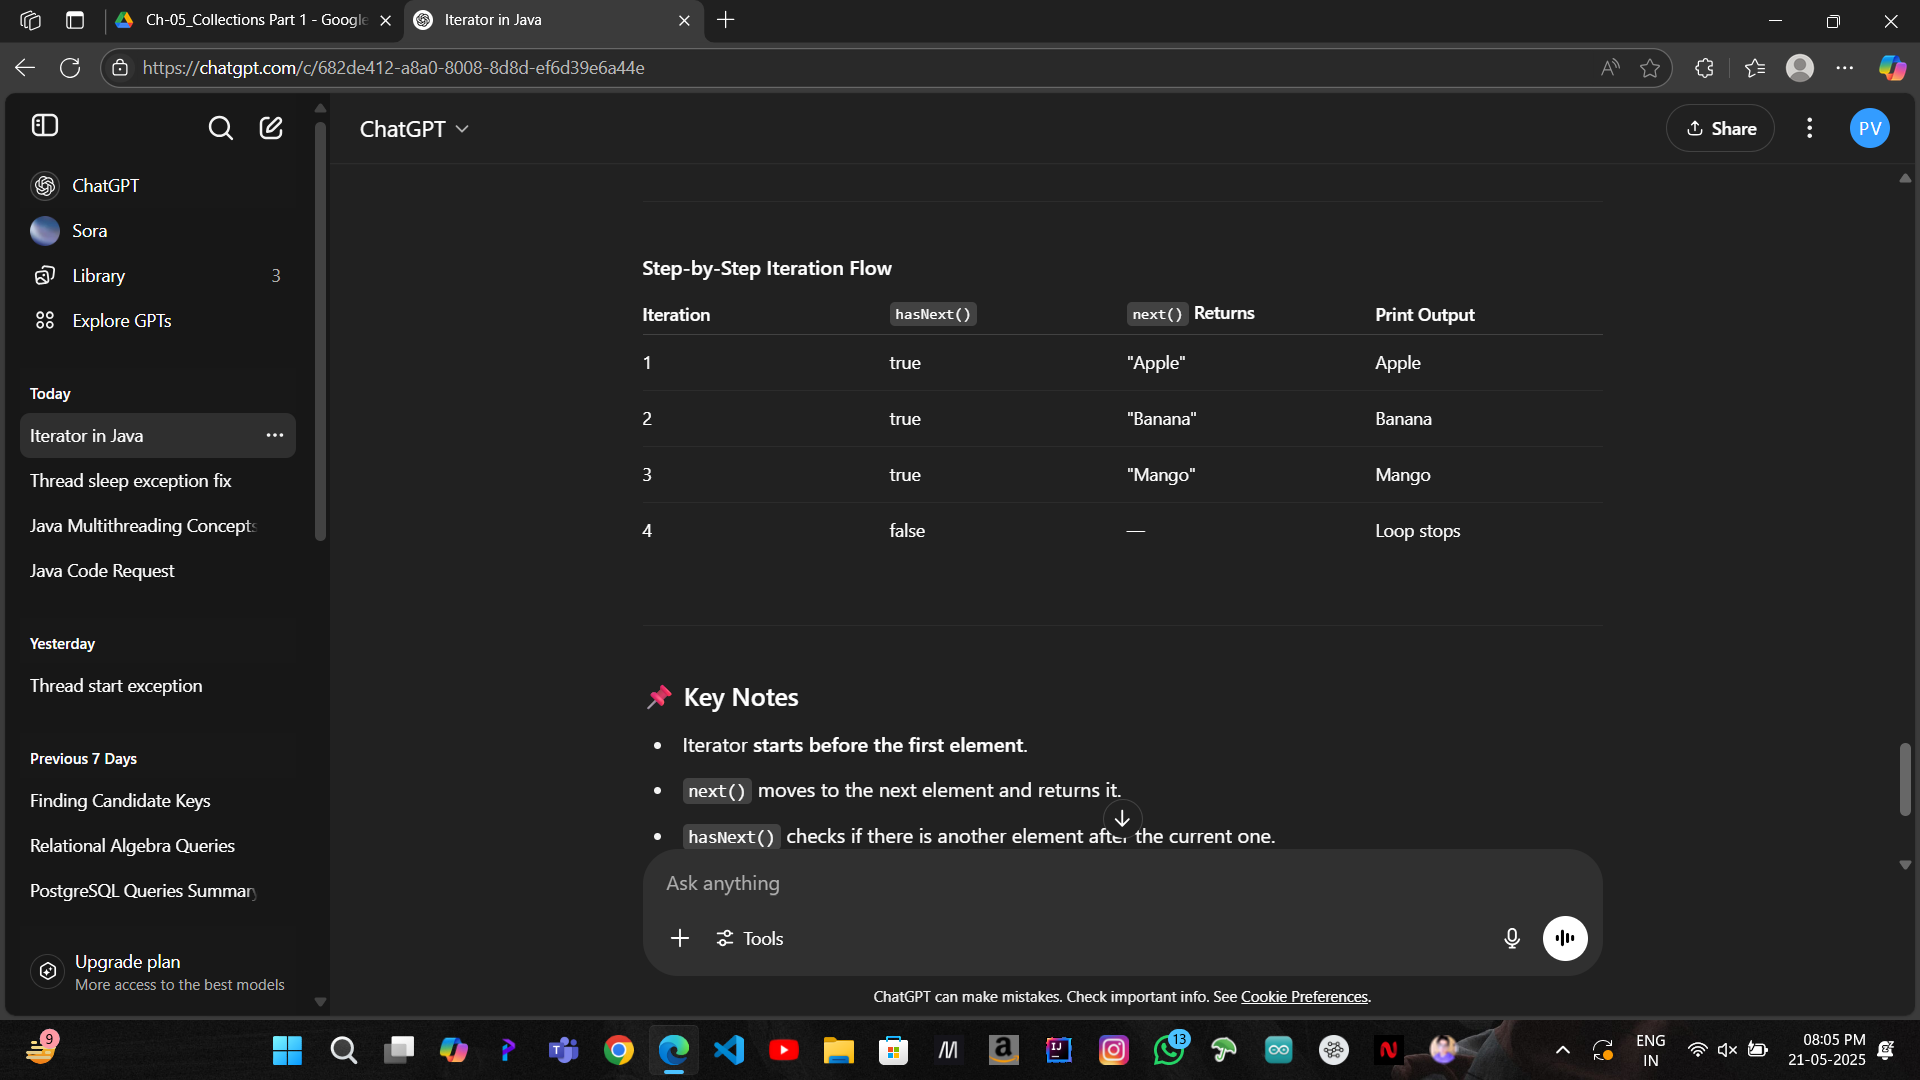 Ch-05_Collections Part 1 - Google
Iterator in Java
https://chatgpt.com/c/682de412-a8a0-8008-8d8d-ef6d39e6a44e
ChatGPT
Share
PV
ChatGPT
Sora
Library 3
Explore GPTs
Today
Iterator in Java
Thread sleep exception fix
Java Multithreading Concepts
Java Code Request
Yesterday
Thread start exception
Previous 7 Days
Finding Candidate Keys
Relational Algebra Queries
PostgreSQL Queries Summary
Upgrade plan
More access to the best models
Step-by-Step Iteration Flow
Iteration hasNext() next() Returns Print Output
1 true "Apple" Apple
2 true "Banana" Banana
3 true "Mango" Mango
4 false — Loop stops
📌 Key Notes
• Iterator starts before the first element.
• next() moves to the next element and returns it.
• hasNext() checks if there is another element after the current one.
Ask anything
Tools
ChatGPT can make mistakes. Check important info. See Cookie Preferences.
9
13
ENG
IN
08:05 PM
21-05-2025